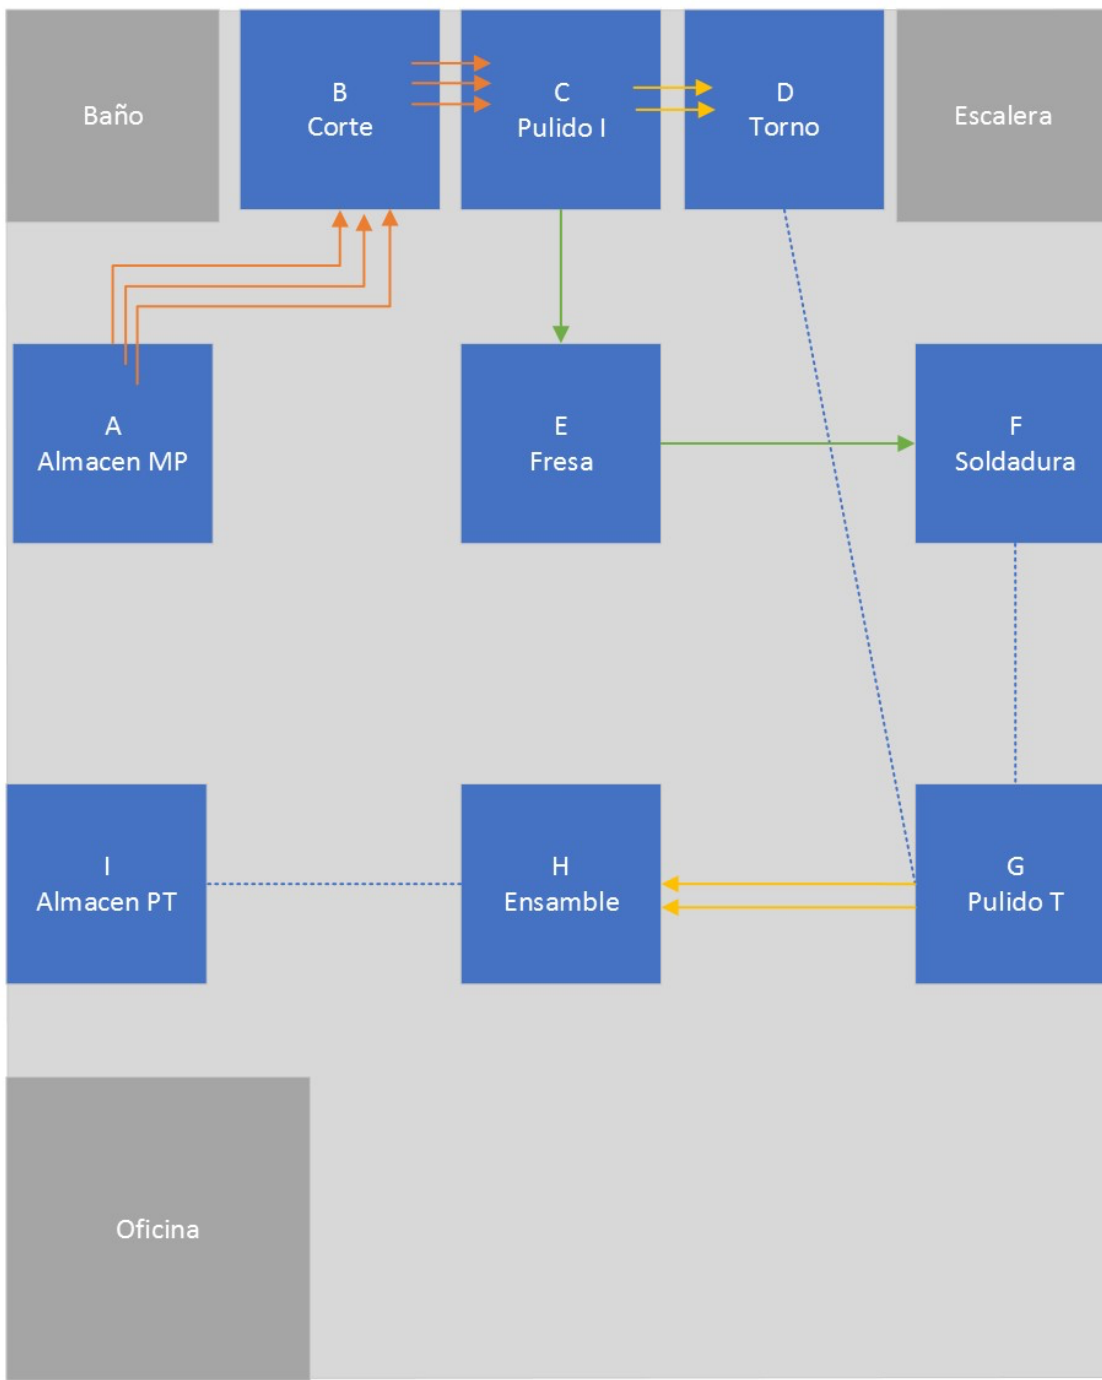 Baño
B
Corte
C
Pulido I
D
Torno
Escalera
A
Almacen MP
E
Fresa
F
Soldadura
I
Almacen PT
H
Ensamble
G
Pulido T
Oficina